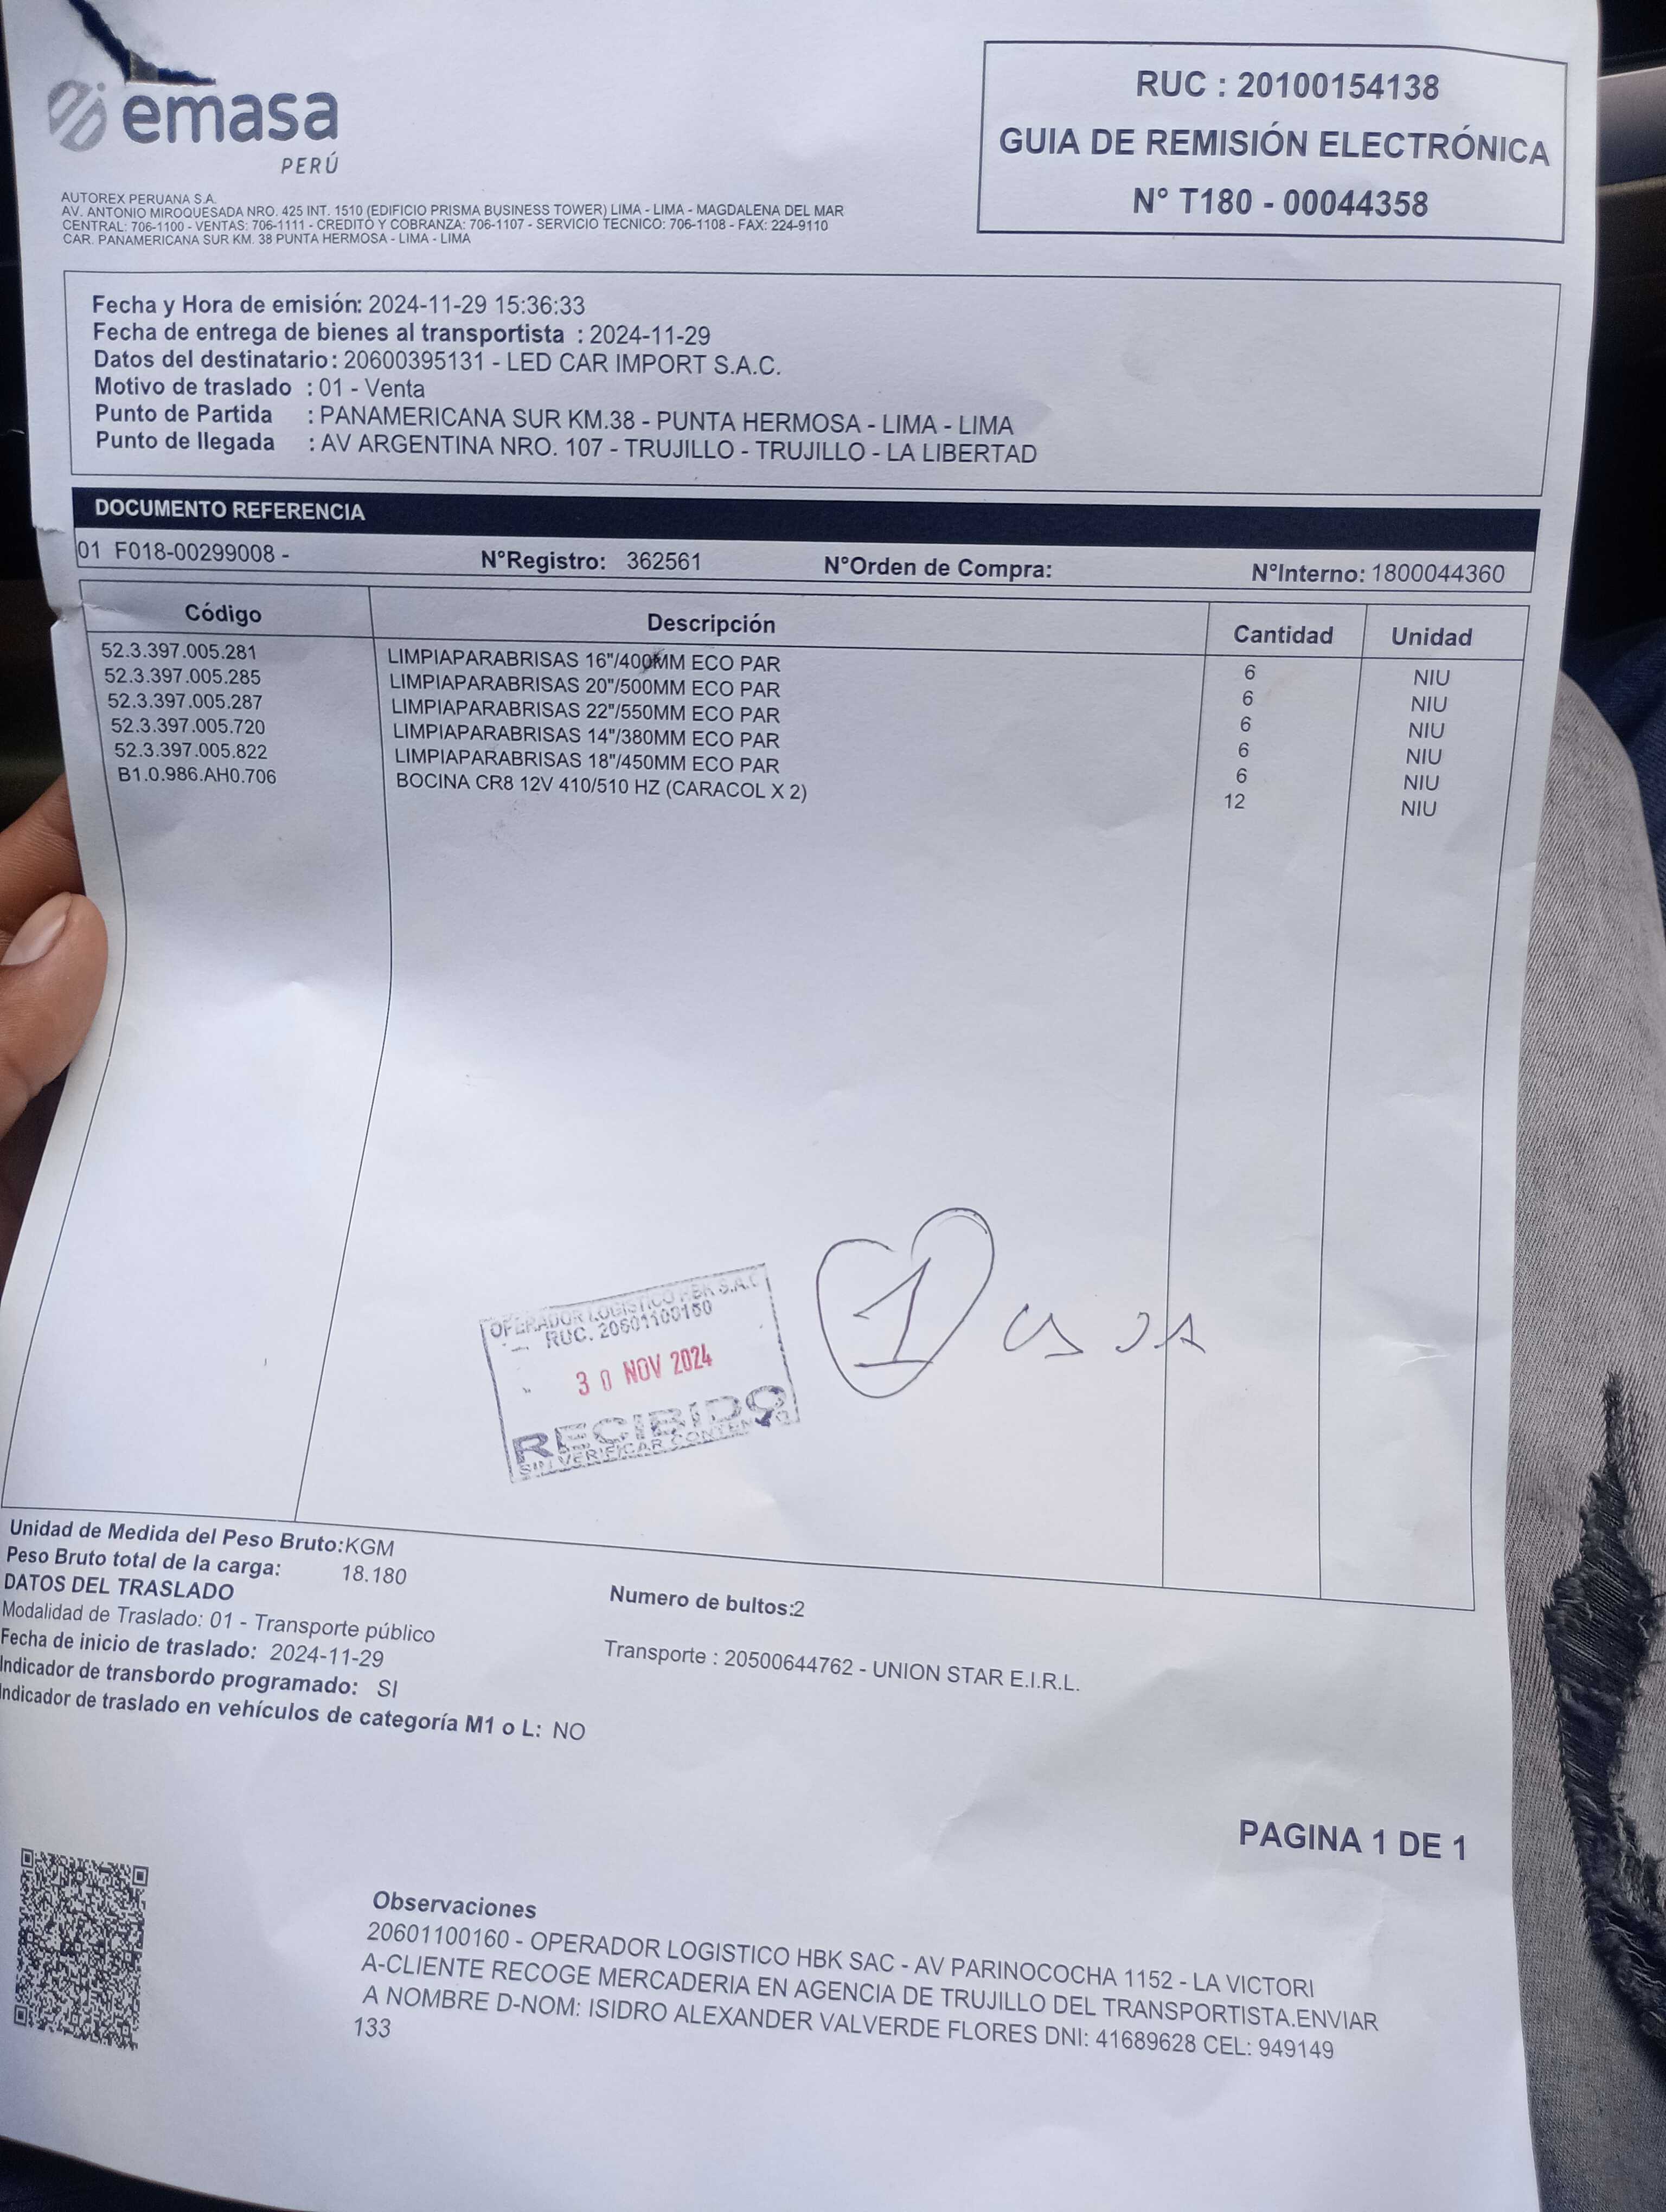 emasa
PERÚ
RUC : 20100154138
GUIA DE REMISIÓN ELECTRÓNICA
N° T180 - 00044358
AUTOREX PERUANA S.A.
AV. ANTONIO MIROQUESADA NRO. 425 INT. 1510 (EDIFICIO PRISMA BUSINESS TOWER) LIMA - LIMA - MAGDALENA DEL MAR
CENTRAL: 706-1100 - VENTAS: 706-1111 - CREDITO Y COBRANZA: 706-1107 - SERVICIO TECNICO: 706-1108 - FAX: 224-9110
CAR. PANAMERICANA SUR KM. 38 PUNTA HERMOSA - LIMA - LIMA
Fecha y Hora de emisión: 2024-11-29 15:36:33
Fecha de entrega de bienes al transportista : 2024-11-29
Datos del destinatario: 20600395131 - LED CAR IMPORT S.A.C.
Motivo de traslado : 01 - Venta
Punto de Partida : PANAMERICANA SUR KM.38 - PUNTA HERMOSA - LIMA - LIMA
Punto de llegada : AV ARGENTINA NRO. 107 - TRUJILLO - TRUJILLO - LA LIBERTAD
DOCUMENTO REFERENCIA
01 F018-00299008 - N°Registro: 362561 N°Orden de Compra: N°Interno: 1800044360
Código Descripción Cantidad Unidad
52.3.397.005.281 LIMPIAPARABRISAS 16"/400MM ECO PAR 6 NIU
52.3.397.005.285 LIMPIAPARABRISAS 20"/500MM ECO PAR 6 NIU
52.3.397.005.287 LIMPIAPARABRISAS 22"/550MM ECO PAR 6 NIU
52.3.397.005.720 LIMPIAPARABRISAS 14"/380MM ECO PAR 6 NIU
52.3.397.005.822 LIMPIAPARABRISAS 18"/450MM ECO PAR 6 NIU
B1.0.986.AH0.706 BOCINA CR8 12V 410/510 HZ (CARACOL X 2) 12 NIU
OPERADOR LOGISTICO HBK S.A.C
RUC. 20601100160
30 NOV 2024
RECIBIDO
SIN VERIFICAR CONTENIDO
1
Unidad de Medida del Peso Bruto:KGM
Peso Bruto total de la carga: 18.180
DATOS DEL TRASLADO
Numero de bultos:2
Modalidad de Traslado: 01 - Transporte público
Fecha de inicio de traslado: 2024-11-29
Transporte : 20500644762 - UNION STAR E.I.R.L.
Indicador de transbordo programado: SI
Indicador de traslado en vehículos de categoría M1 o L: NO
PAGINA 1 DE 1
Observaciones
20601100160 - OPERADOR LOGISTICO HBK SAC - AV PARINOCOCHA 1152 - LA VICTORI
A-CLIENTE RECOGE MERCADERIA EN AGENCIA DE TRUJILLO DEL TRANSPORTISTA.ENVIAR
A NOMBRE D-NOM: ISIDRO ALEXANDER VALVERDE FLORES DNI: 41689628 CEL: 949149
133